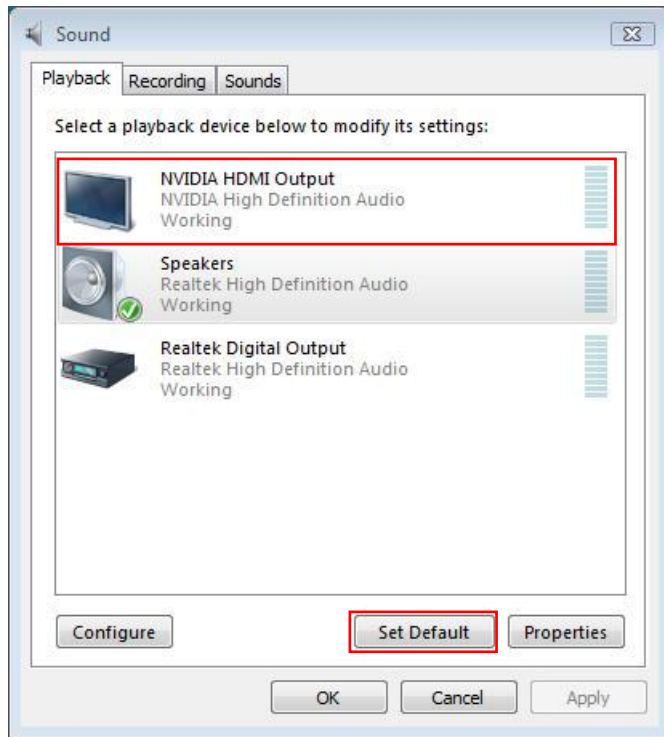 Sound
Playback Recording Sounds
Select a playback device below to modify its settings:
NVIDIA HDMI Output
NVIDIA High Definition Audio
Working
Speakers
Realtek High Definition Audio
Working
Realtek Digital Output
Realtek High Definition Audio
Working
Configure Set Default Properties
OK Cancel Apply